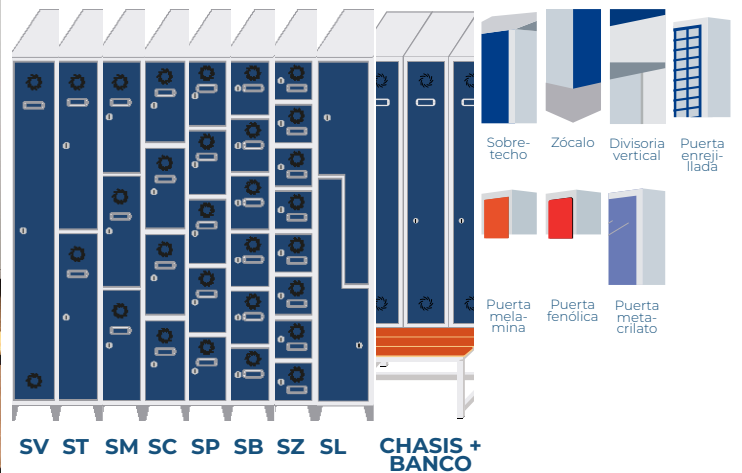 Sobre-
techo
Zócalo
Divisoria
vertical
Puerta
enreji-
llada
Puerta
mela-
mina
Puerta
fenólica
Puerta
meta-
crilato
SV ST SM SC SP SB SZ SL
CHASIS +
BANCO